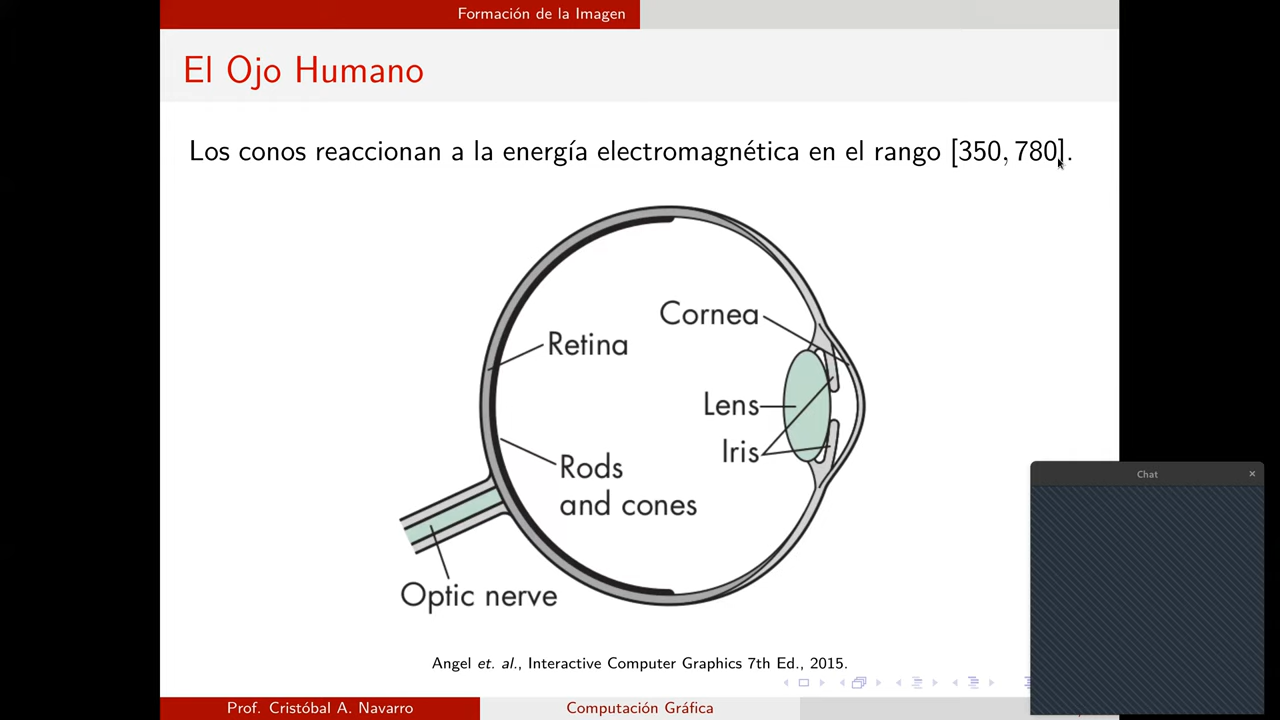 Formación de la Imagen
El Ojo Humano
Los conos reaccionan a la energía electromagnética en el rango [350, 780].
Cornea
Retina
Lens
Iris
Rods
and cones
Optic nerve
Angel et. al., Interactive Computer Graphics 7th Ed., 2015.
Prof. Cristóbal A. Navarro
Computación Gráfica
Chat